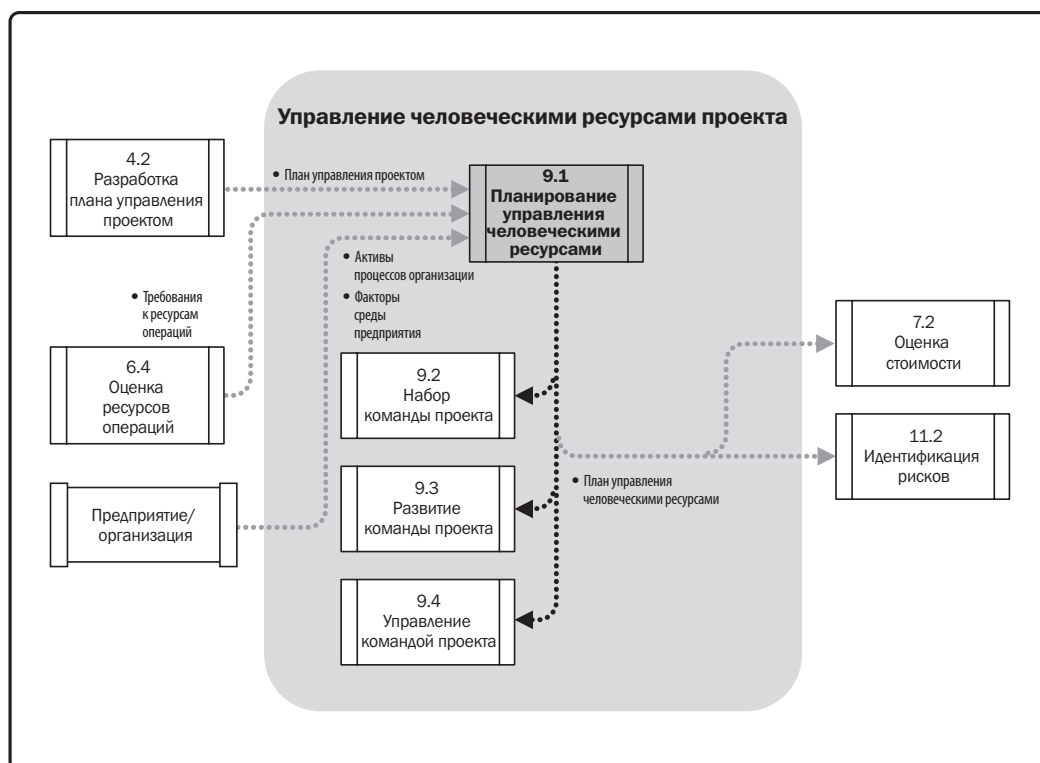 Управление человеческими ресурсами проекта
4.2
Разработка
плана управления
проектом
• План управления проектом
9.1
Планирование
управления
человеческими
ресурсами
• Активы
процессов организации
• Факторы
среды
предприятия
• Требования
к ресурсам
операций
6.4
Оценка
ресурсов
операций
Предприятие/
организация
9.2
Набор
команды проекта
9.3
Развитие
команды проекта
9.4
Управление
командой проекта
• План управления
человеческими ресурсами
7.2
Оценка
стоимости
11.2
Идентификация
рисков